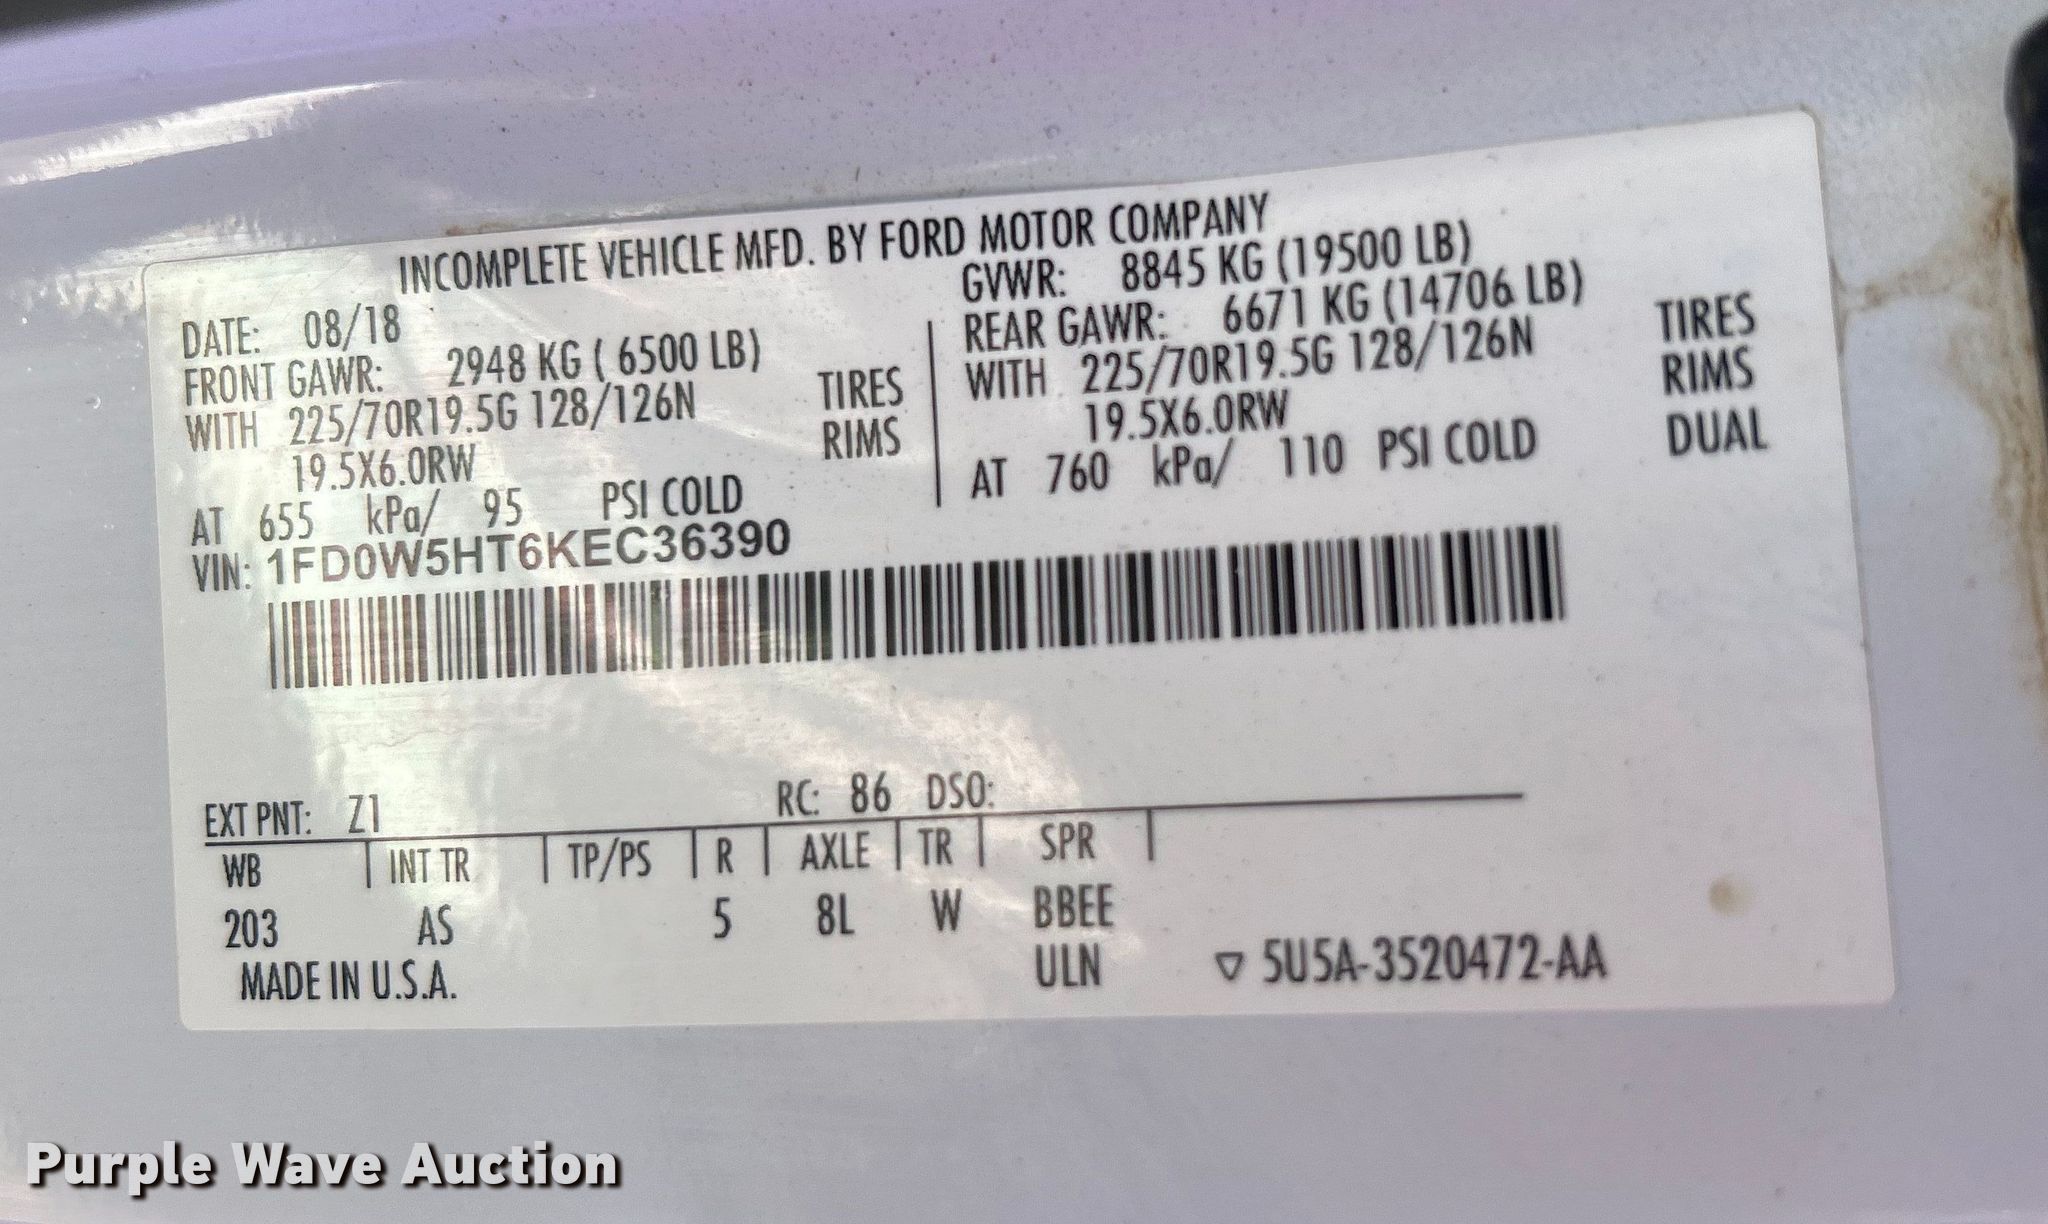 INCOMPLETE VEHICLE MFD. BY FORD MOTOR COMPANY
DATE: 08/18
FRONT GAWR: 2948 KG ( 6500 LB)
WITH 225/70R19.5G 128/126N TIRES
19.5X6.0RW RIMS
AT 655 kPa/ 95 PSI COLD
GVWR: 8845 KG (19500 LB)
REAR GAWR: 6671 KG (14706 LB)
WITH 225/70R19.5G 128/126N TIRES
19.5X6.0RW RIMS
AT 760 kPa/ 110 PSI COLD DUAL
VIN: 1FD0W5HT6KEC36390
EXT PNT: Z1 RC: 86 DSO:
WB INT TR TP/PS R AXLE TR SPR
203 AS 5 8L W BBEE
MADE IN U.S.A. ULN 5U5A-3520472-AA
Purple Wave Auction